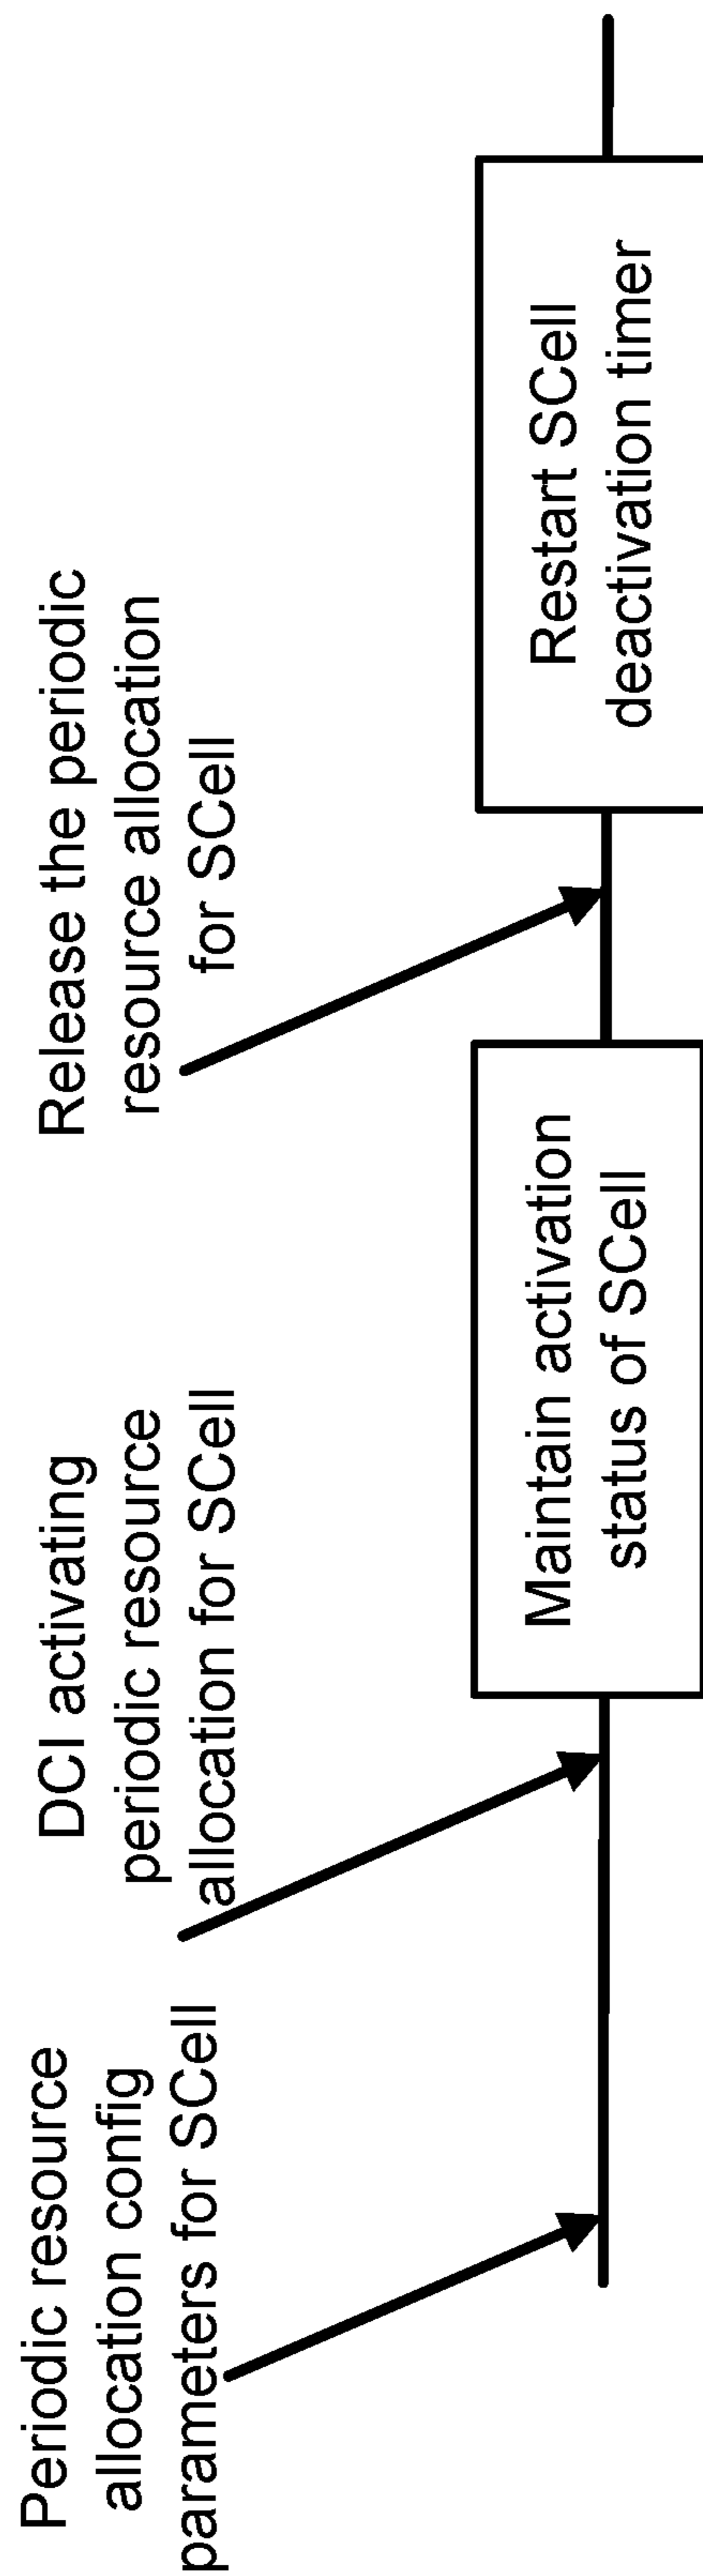 Periodic resource
allocation config
parameters for SCell
DCI activating
periodic resource
allocation for SCell
Release the periodic
resource allocation
for SCell
Maintain activation
status of SCell
Restart SCell
deactivation timer